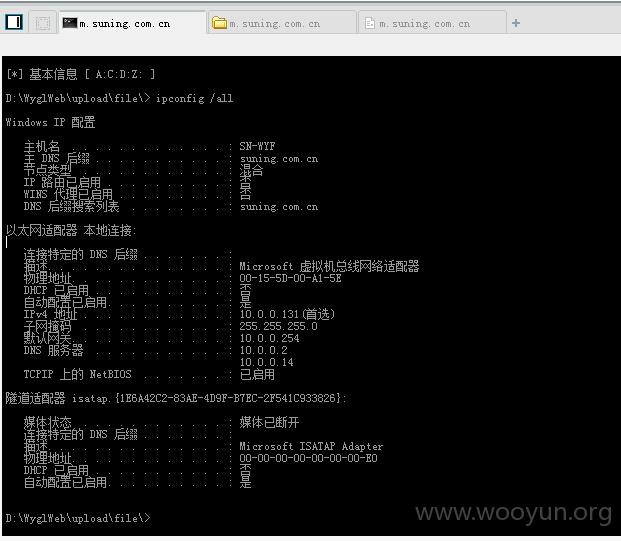 m.suning.com.cn
m.suning.com.cn
m.suning.com.cn
[*] 基本信息 [ A:C:D:Z: ]
D:\WyglWeb\upload\file\> ipconfig /all
Windows IP 配置
主机名 . . . . . . . . . . . . . : SN-WYF
主 DNS 后缀 . . . . . . . . . . . : suning.com.cn
节点类型 . . . . . . . . . . . . : 混合
IP 路由已启用 . . . . . . . . . . : 否
WINS 代理已启用 . . . . . . . . . : 否
DNS 后缀搜索列表 . . . . . . . . : suning.com.cn
以太网适配器 本地连接:
连接特定的 DNS 后缀 . . . . . . . :
描述. . . . . . . . . . . . . . . : Microsoft 虚拟机总线网络适配器
物理地址. . . . . . . . . . . . . : 00-15-5D-00-A1-5E
DHCP 已启用 . . . . . . . . . . . : 否
自动配置已启用. . . . . . . . . . : 是
IPv4 地址 . . . . . . . . . . . . : 10.0.0.131(首选)
子网掩码 . . . . . . . . . . . . : 255.255.255.0
默认网关. . . . . . . . . . . . . : 10.0.0.254
DNS 服务器 . . . . . . . . . . . : 10.0.0.2
10.0.0.14
TCPIP 上的 NetBIOS . . . . . . . : 已启用
隧道适配器 isatap.{1E6A42C2-83AE-4D9F-B7EC-2F541C933826}:
媒体状态 . . . . . . . . . . . . : 媒体已断开
连接特定的 DNS 后缀 . . . . . . . :
描述. . . . . . . . . . . . . . . : Microsoft ISATAP Adapter
物理地址. . . . . . . . . . . . . : 00-00-00-00-00-00-00-E0
DHCP 已启用 . . . . . . . . . . . : 否
自动配置已启用. . . . . . . . . . : 是
D:\WyglWeb\upload\file\>
www.wooyun.org